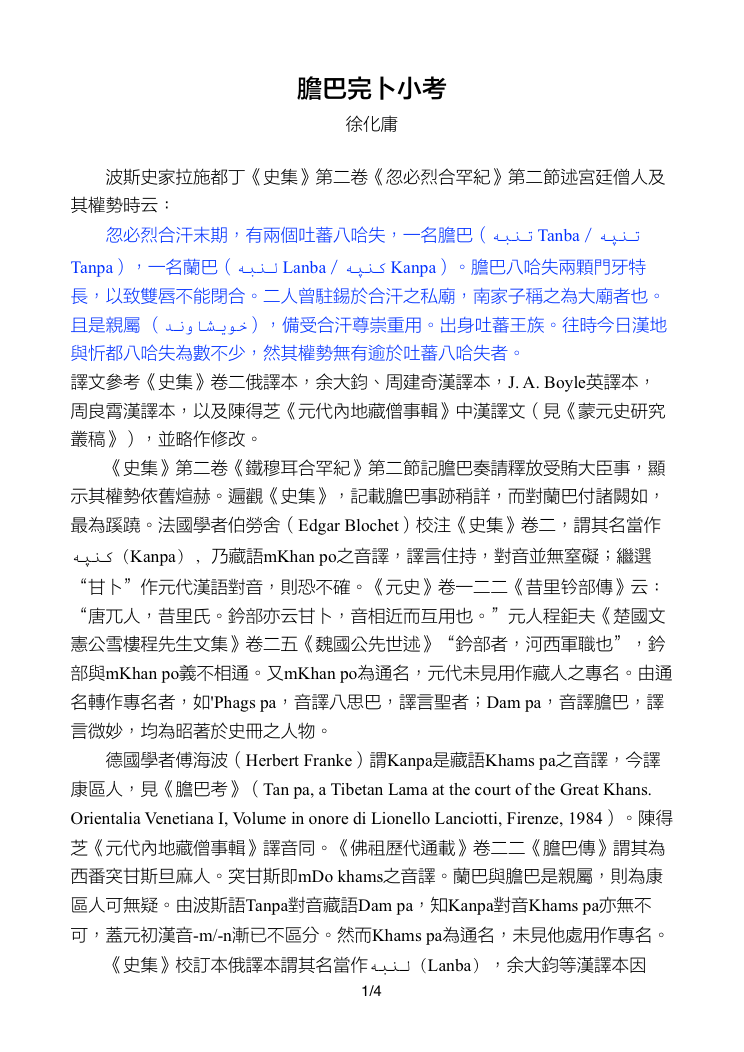 膽巴完卜小考
徐化庸
波斯史家拉施都丁《史集》第二卷《忽必烈合罕紀》第二節述宮廷僧人及
其權勢時云：
忽必烈合汗末期，有兩個吐蕃八哈失，一名膽巴（تنبه Tanba / تنپه
Tanpa），一名蘭巴（لنبه Lanba / كنپه Kanpa）。膽巴八哈失兩顆門牙特
長，以致雙唇不能閉合。二人曾駐錫於合汗之私廟，南家子稱之為大廟者也。
且是親屬（خويشاوند），備受合汗尊崇重用。出身吐蕃王族。往時今日漢地
與忻都八哈失為數不少，然其權勢無有逾於吐蕃八哈失者。
譯文參考《史集》卷二俄譯本，余大鈞、周建奇漢譯本，J. A. Boyle英譯本，
周良霄漢譯本，以及陳得芝《元代內地藏僧事輯》中漢譯文（見《蒙元史研究
叢稿》），並略作修改。
《史集》第二卷《鐵穆耳合罕紀》第二節記膽巴奏請釋放受賄大臣事，顯
示其權勢依舊煊赫。遍觀《史集》，記載膽巴事跡稍詳，而對蘭巴付諸闕如，
最為蹊蹺。法國學者伯勞舍（Edgar Blochet）校注《史集》卷二，謂其名當作
كنپه（Kanpa），乃藏語mKhan po之音譯，譯言住持，對音並無窒礙；繼選
“甘卜”作元代漢語對音，則恐不確。《元史》卷一二二《昔里钤部傳》云：
“唐兀人，昔里氏。鈐部亦云甘卜，音相近而互用也。”元人程鉅夫《楚國文
憲公雪樓程先生文集》卷二五《魏國公先世述》“鈐部者，河西軍職也”，鈐
部與mKhan po義不相通。又mKhan po為通名，元代未見用作藏人之專名。由通
名轉作專名者，如'Phags pa，音譯八思巴，譯言聖者；Dam pa，音譯膽巴，譯
言微妙，均為昭著於史冊之人物。
德國學者傅海波（Herbert Franke）謂Kanpa是藏語Khams pa之音譯，今譯
康區人，見《膽巴考》（Tan pa, a Tibetan Lama at the court of the Great Khans.
Orientalia Venetiana I, Volume in onore di Lionello Lanciotti, Firenze, 1984）。陳得
芝《元代內地藏僧事輯》譯音同。《佛祖歷代通載》卷二二《膽巴傳》謂其為
西番突甘斯旦麻人。突甘斯即mDo khams之音譯。蘭巴與膽巴是親屬，則為康
區人可無疑。由波斯語Tanpa對音藏語Dam pa，知Kanpa對音Khams pa亦無不
可，蓋元初漢音-m/-n漸已不區分。然而Khams pa為通名，未見他處用作專名。
《史集》校訂本俄譯本謂其名當作لنبه（Lanba），余大鈞等漢譯本因
1/4